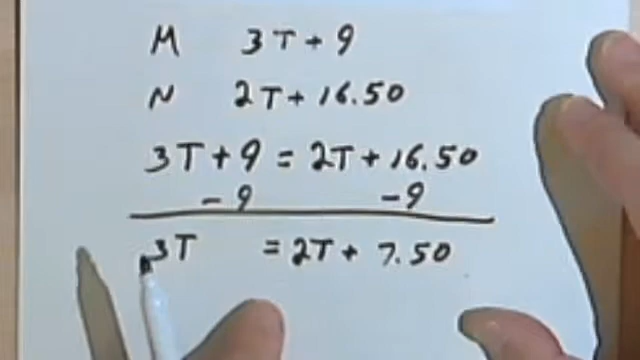 M 3T + 9
N 2T + 16.50
3T + 9 = 2T + 16.50
- 9 - 9
3T = 2T + 7.50